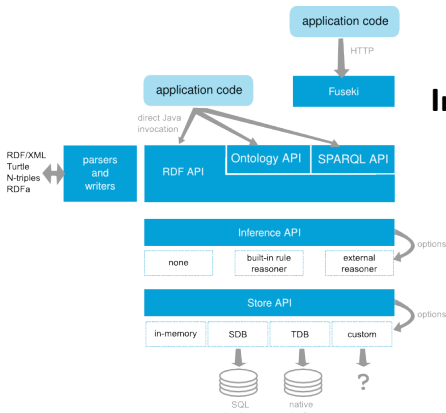 application code
HTTP
Fuseki
application code
direct Java
invocation
RDF/XML
Turtle
N-triples
RDFa
parsers
and
writers
RDF API
Ontology API
SPARQL API
Inference API
none
built-in rule
reasoner
external
reasoner
options
Store API
in-memory
SDB
TDB
custom
options
SQL
native
?